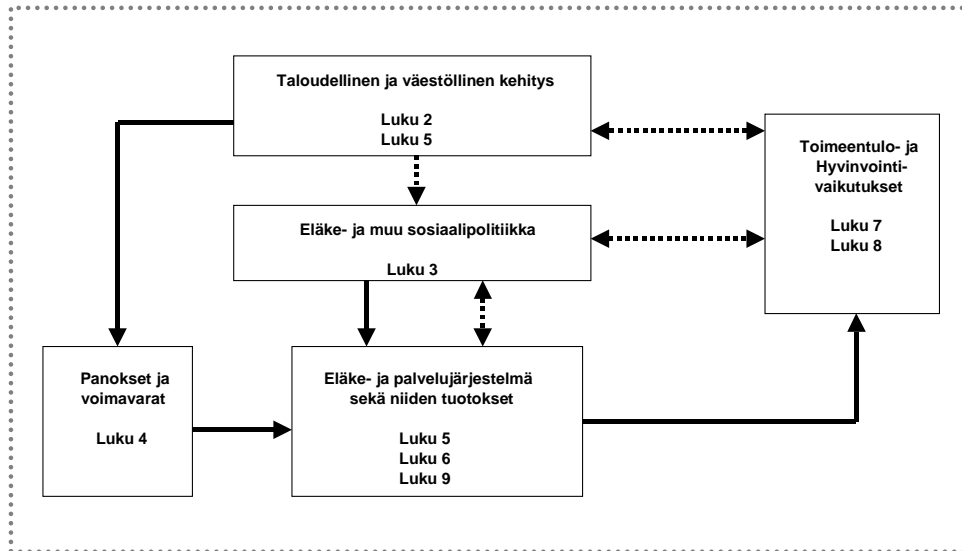 Taloudellinen ja väestöllinen kehitys
Luku 2
Luku 5
Toimeentulo- ja
Hyvinvointi-
vaikutukset
Luku 7
Luku 8
Eläke- ja muu sosiaalipolitiikka
Luku 3
Panokset ja
voimavarat
Luku 4
Eläke- ja palvelujärjestelmä
sekä niiden tuotokset
Luku 5
Luku 6
Luku 9